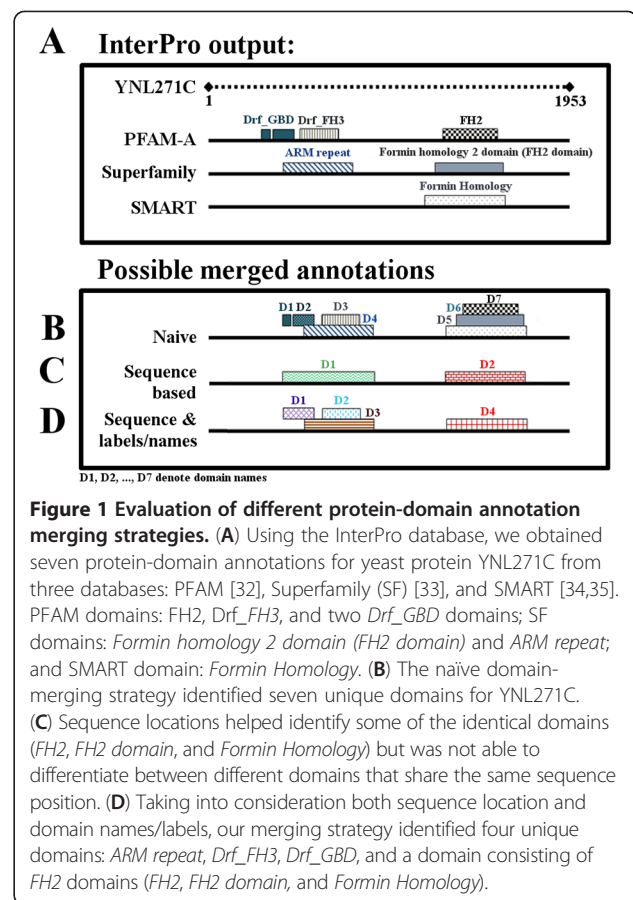 A InterPro output:
YNL271C
1 1953
Drf_GBD Drf_FH3 FH2
PFAM-A
ARM repeat Formin homology 2 domain (FH2 domain)
Superfamily
Formin Homology
SMART
Possible merged annotations
D7
D1 D2 D3 D6
B D4 D5
Naive
C Sequence based D1 D2
D1 D2 D4
D Sequence & labels/names D3
D1, D2, ..., D7 denote domain names
Figure 1 Evaluation of different protein-domain annotation
merging strategies. (A) Using the InterPro database, we obtained
seven protein-domain annotations for yeast protein YNL271C from
three databases: PFAM [32], Superfamily (SF) [33], and SMART [34,35].
PFAM domains: FH2, Drf_FH3, and two Drf_GBD domains; SF
domains: Formin homology 2 domain (FH2 domain) and ARM repeat;
and SMART domain: Formin Homology. (B) The naïve domain-
merging strategy identified seven unique domains for YNL271C.
(C) Sequence locations helped identify some of the identical domains
(FH2, FH2 domain, and Formin Homology) but was not able to
differentiate between different domains that share the same sequence
position. (D) Taking into consideration both sequence location and
domain names/labels, our merging strategy identified four unique
domains: ARM repeat, Drf_FH3, Drf_GBD, and a domain consisting of
FH2 domains (FH2, FH2 domain, and Formin Homology).